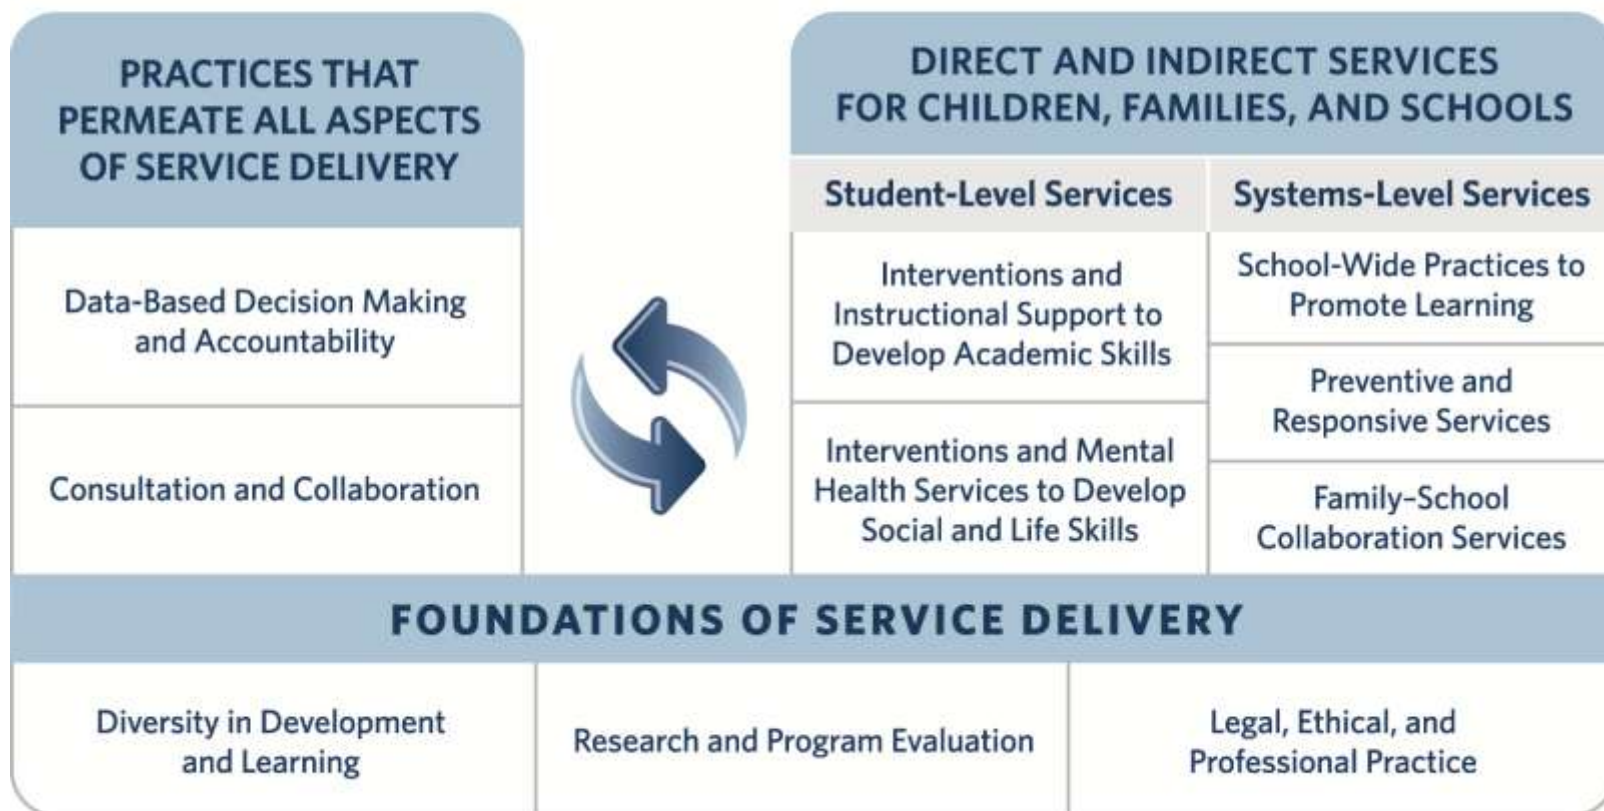 PRACTICES THAT
PERMEATE ALL ASPECTS
OF SERVICE DELIVERY
Data-Based Decision Making
and Accountability
Consultation and Collaboration
DIRECT AND INDIRECT SERVICES
FOR CHILDREN, FAMILIES, AND SCHOOLS
Student-Level Services
Interventions and
Instructional Support to
Develop Academic Skills
Interventions and Mental
Health Services to Develop
Social and Life Skills
Systems-Level Services
School-Wide Practices to
Promote Learning
Preventive and
Responsive Services
Family–School
Collaboration Services
FOUNDATIONS OF SERVICE DELIVERY
Diversity in Development
and Learning
Research and Program Evaluation
Legal, Ethical, and
Professional Practice